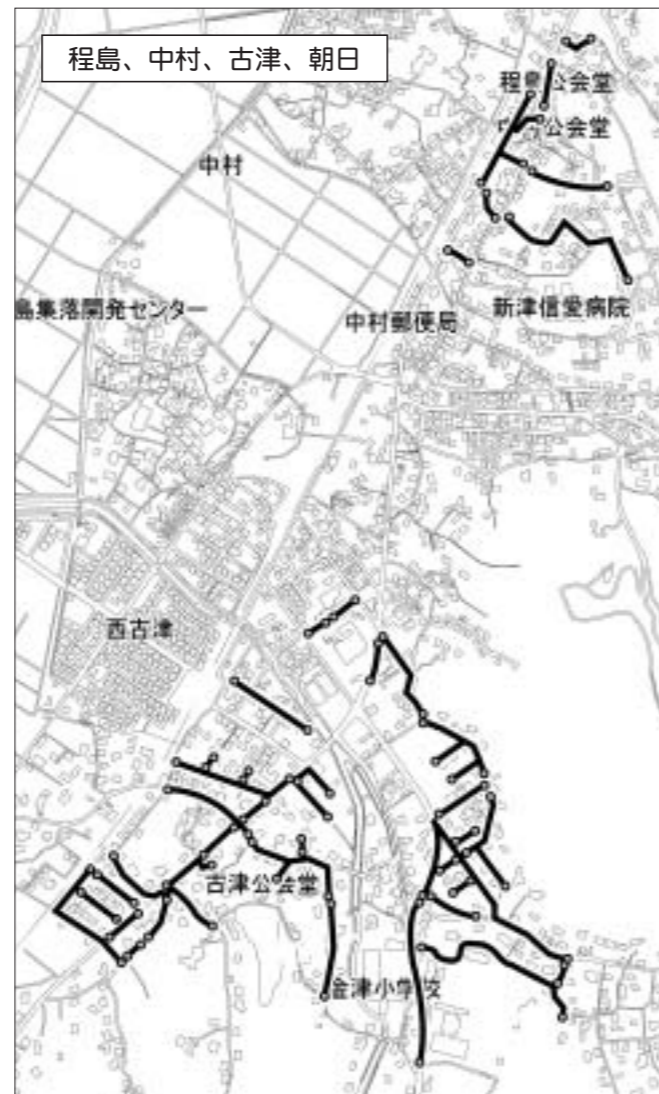 程島、中村、古津、朝日
程島公会堂
中村公会堂
中村
島集落開発センター
新津信愛病院
中村郵便局
西古津
古津公会堂
金津小学校